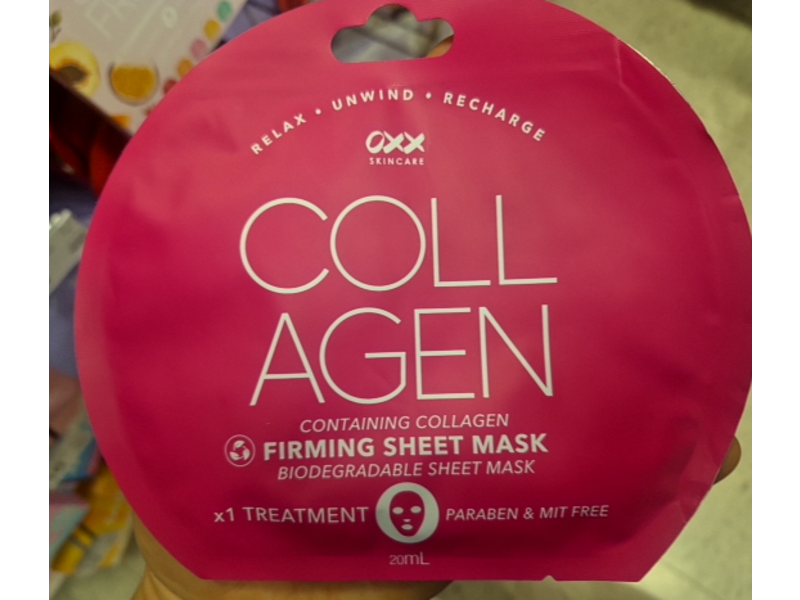 RELAX • UNWIND • RECHARGE
OXX
SKINCARE
COLL
AGEN
CONTAINING COLLAGEN
FIRMING SHEET MASK
BIODEGRADABLE SHEET MASK
x1 TREATMENT PARABEN & MIT FREE
20mL